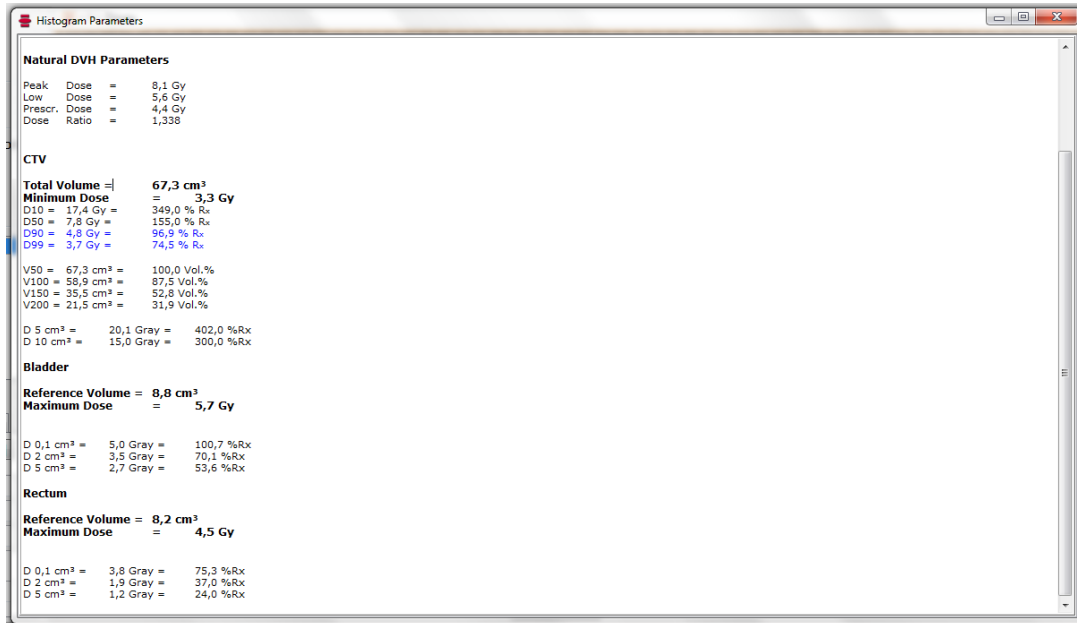 Histogram Parameters
Natural DVH Parameters
Peak Dose = 8,1 Gy
Low Dose = 5,6 Gy
Prescr. Dose = 4,4 Gy
Dose Ratio = 1,338
CTV
Total Volume = 67,3 cm³
Minimum Dose = 3,3 Gy
D10 = 17,4 Gy = 349,0 % Rx
D50 = 7,8 Gy = 155,0 % Rx
D90 = 4,8 Gy = 96,9 % Rx
D99 = 3,7 Gy = 74,5 % Rx
V50 = 67,3 cm³ = 100,0 Vol.%
V100 = 58,9 cm³ = 87,5 Vol.%
V150 = 35,5 cm³ = 52,8 Vol.%
V200 = 21,5 cm³ = 31,9 Vol.%
D 5 cm³ = 20,1 Gray = 402,0 %Rx
D 10 cm³ = 15,0 Gray = 300,0 %Rx
Bladder
Reference Volume = 8,8 cm³
Maximum Dose = 5,7 Gy
D 0,1 cm³ = 5,0 Gray = 100,7 %Rx
D 2 cm³ = 3,5 Gray = 70,1 %Rx
D 5 cm³ = 2,7 Gray = 53,6 %Rx
Rectum
Reference Volume = 8,2 cm³
Maximum Dose = 4,5 Gy
D 0,1 cm³ = 3,8 Gray = 75,3 %Rx
D 2 cm³ = 1,9 Gray = 37,0 %Rx
D 5 cm³ = 1,2 Gray = 24,0 %Rx